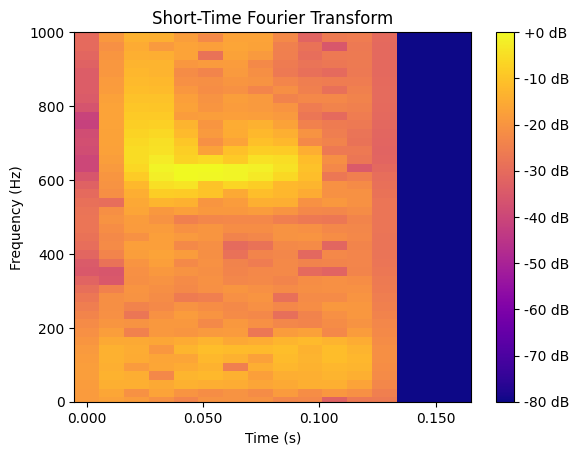 Short-Time Fourier Transform
1000
800
600
400
200
0
Frequency (Hz)
0.000
0.050
0.100
0.150
Time (s)
+0 dB
-10 dB
-20 dB
-30 dB
-40 dB
-50 dB
-60 dB
-70 dB
-80 dB